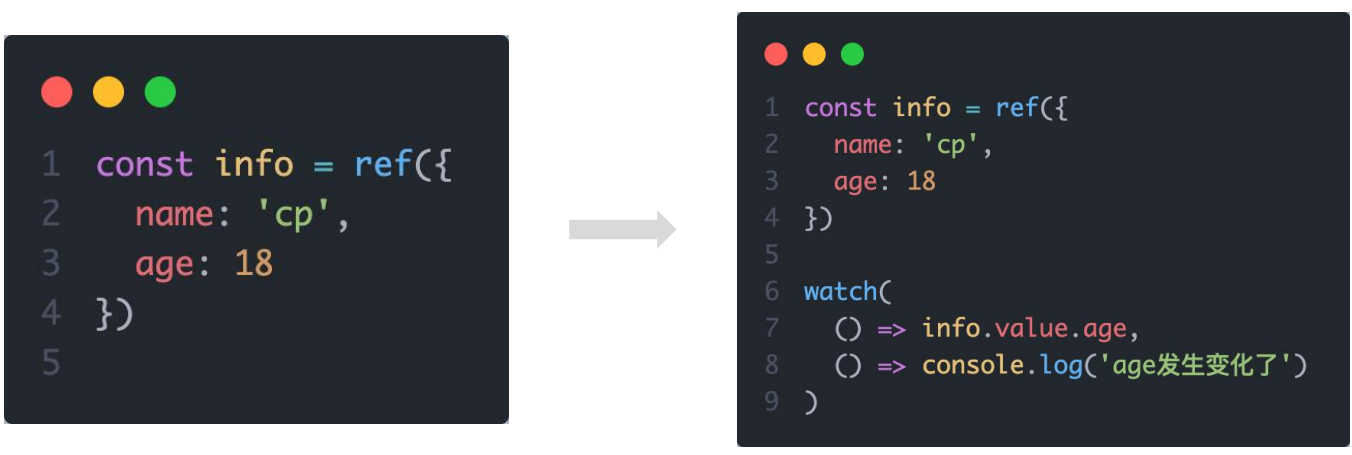 1 const info = ref({
2   name: 'cp',
3   age: 18
4 })
5
1 const info = ref({
2   name: 'cp',
3   age: 18
4 })
5
6 watch(
7   () => info.value.age,
8   () => console.log('age发生变化了')
9 )